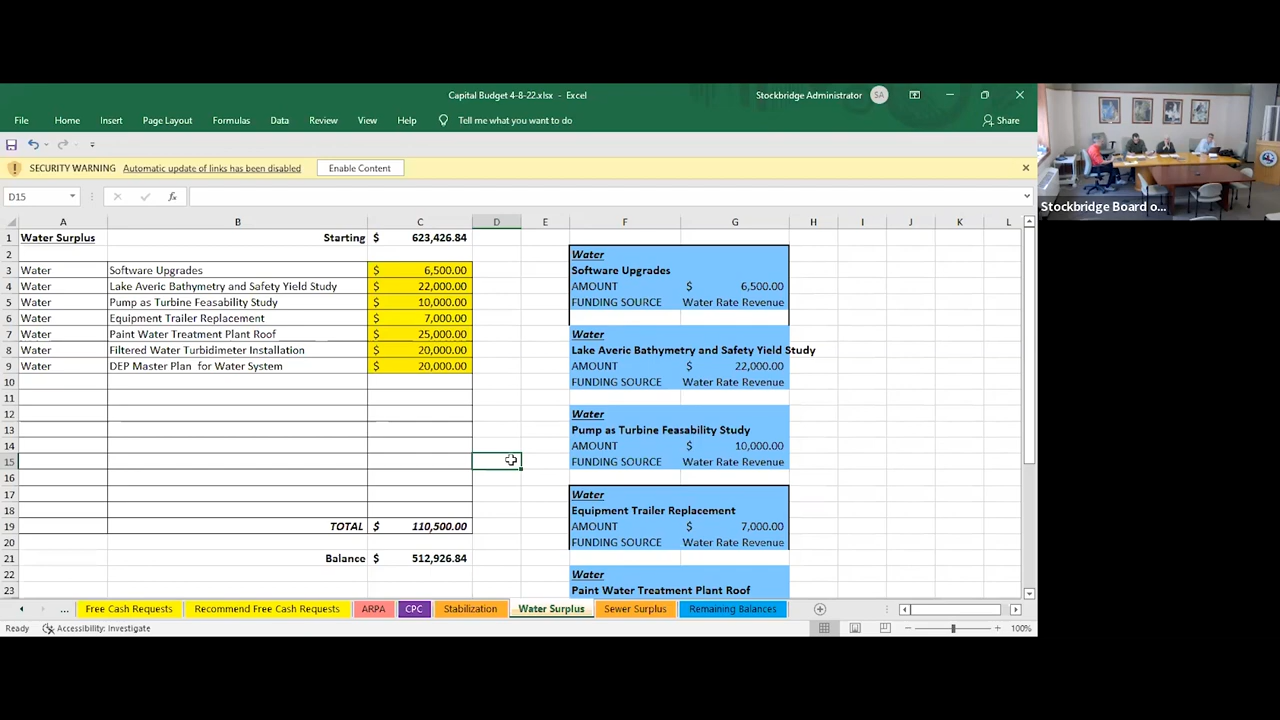 Capital Budget 4-8-22.xlsx - Excel
Stockbridge Administrator SA
File Home Insert Page Layout Formulas Data Review View Help Tell me what you want to do Share
SECURITY WARNING Automatic update of links has been disabled Enable Content
D15 fx
A B C D E F G H I J K L
1 Water Surplus Starting $ 623,426.84
2 Water
3 Water Software Upgrades $ 6,500.00 Software Upgrades
4 Water Lake Averic Bathymetry and Safety Yield Study $ 22,000.00 AMOUNT $ 6,500.00
5 Water Pump as Turbine Feasability Study $ 10,000.00 FUNDING SOURCE Water Rate Revenue
6 Water Equipment Trailer Replacement $ 7,000.00
7 Water Paint Water Treatment Plant Roof $ 25,000.00 Water
8 Water Filtered Water Turbidimeter Installation $ 20,000.00 Lake Averic Bathymetry and Safety Yield Study
9 Water DEP Master Plan for Water System $ 20,000.00 AMOUNT $ 22,000.00
10 FUNDING SOURCE Water Rate Revenue
11
12 Water
13 Pump as Turbine Feasability Study
14 AMOUNT $ 10,000.00
15 FUNDING SOURCE Water Rate Revenue
16
17 Water
18 Equipment Trailer Replacement
19 TOTAL $ 110,500.00 AMOUNT $ 7,000.00
20 FUNDING SOURCE Water Rate Revenue
21 Balance $ 512,926.84
22 Water
23 Paint Water Treatment Plant Roof
... Free Cash Requests Recommend Free Cash Requests ARPA CPC Stabilization Water Surplus Sewer Surplus Remaining Balances
Ready Accessibility: Investigate 100%
Stockbridge Board o...